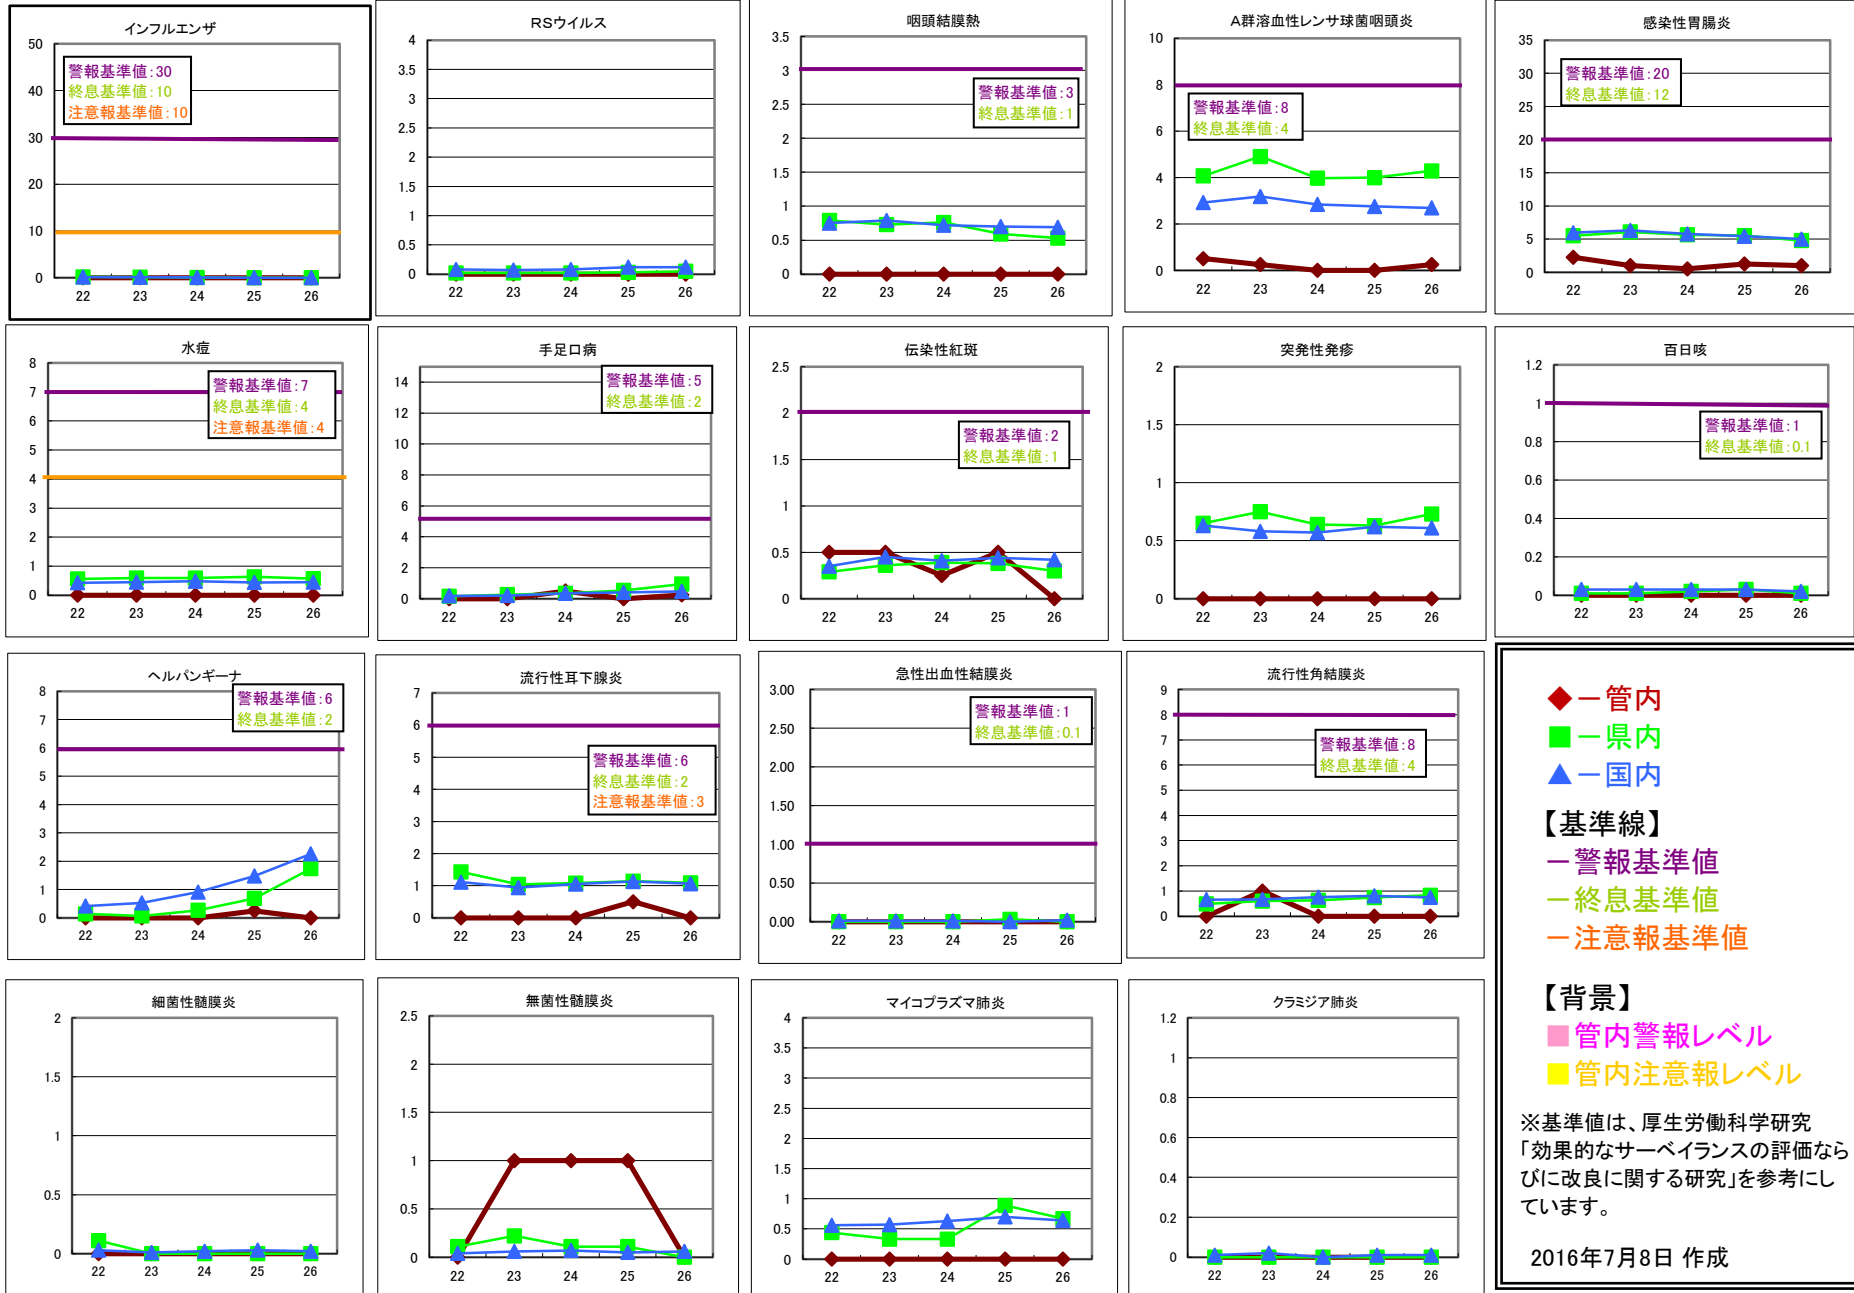 インフルエンザ
50
40
30
20
10
0
警報基準値:30
終息基準値:10
注意報基準値:10
22 23 24 25 26
RSウイルス
4
3.5
3
2.5
2
1.5
1
0.5
0
22 23 24 25 26
咽頭結膜熱
3.5
3
2.5
2
1.5
1
0.5
0
警報基準値:3
終息基準値:1
22 23 24 25 26
A群溶血性レンサ球菌咽頭炎
10
8
6
4
2
0
警報基準値:8
終息基準値:4
22 23 24 25 26
感染性胃腸炎
35
30
25
20
15
10
5
0
警報基準値:20
終息基準値:12
22 23 24 25 26
水痘
8
7
6
5
4
3
2
1
0
警報基準値:7
終息基準値:4
注意報基準値:4
22 23 24 25 26
手足口病
14
12
10
8
6
4
2
0
警報基準値:5
終息基準値:2
22 23 24 25 26
伝染性紅斑
2.5
2
1.5
1
0.5
0
警報基準値:2
終息基準値:1
22 23 24 25 26
突発性発疹
2
1.5
1
0.5
0
22 23 24 25 26
百日咳
1.2
1
0.8
0.6
0.4
0.2
0
警報基準値:1
終息基準値:0.1
22 23 24 25 26
ヘルパンギーナ
8
7
6
5
4
3
2
1
0
警報基準値:6
終息基準値:2
22 23 24 25 26
流行性耳下腺炎
7
6
5
4
3
2
1
0
警報基準値:6
終息基準値:2
注意報基準値:3
22 23 24 25 26
急性出血性結膜炎
3.00
2.50
2.00
1.50
1.00
0.50
0.00
警報基準値:1
終息基準値:0.1
22 23 24 25 26
流行性角結膜炎
9
8
7
6
5
4
3
2
1
0
警報基準値:8
終息基準値:4
22 23 24 25 26
細菌性髄膜炎
2
1.5
1
0.5
0
22 23 24 25 26
無菌性髄膜炎
2.5
2
1.5
1
0.5
0
22 23 24 25 26
マイコプラズマ肺炎
4
3.5
3
2.5
2
1.5
1
0.5
0
22 23 24 25 26
クラミジア肺炎
1.2
1
0.8
0.6
0.4
0.2
0
22 23 24 25 26
◆－管内
■－県内
▲－国内
【基準線】
－警報基準値
－終息基準値
－注意報基準値
【背景】
■管内警報レベル
■管内注意報レベル
※基準値は、厚生労働科学研究
「効果的なサーベイランスの評価なら
びに改良に関する研究」を参考にし
ています。
2016年7月8日 作成